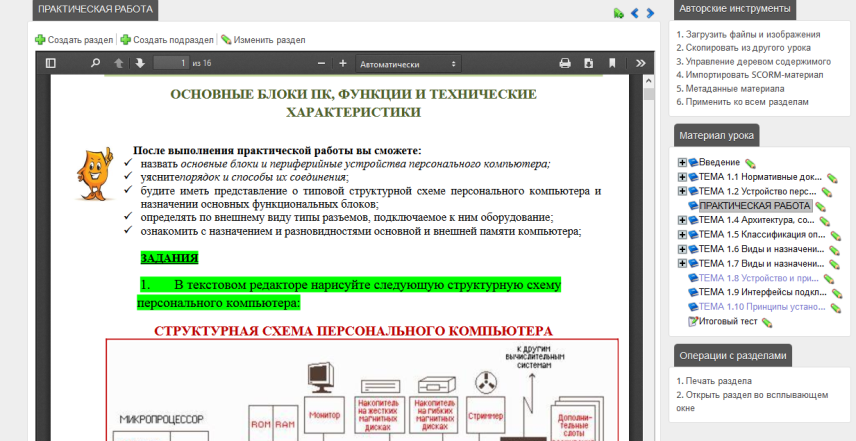 ПРАКТИЧЕСКАЯ РАБОТА
Создать раздел Создать подраздел Изменить раздел
1 из 16 Автоматически
ОСНОВНЫЕ БЛОКИ ПК, ФУНКЦИИ И ТЕХНИЧЕСКИЕ
ХАРАКТЕРИСТИКИ
После выполнения практической работы вы сможете:
назвать основные блоки и периферийные устройства персонального компьютера;
уяснитепорядок и способы их соединения;
будите иметь представление о типовой структурной схеме персонального компьютера и
назначении основных функциональных блоков;
определять по внешнему виду типы разъемов, подключаемое к ним оборудование;
ознакомить с назначением и разновидностями основной и внешней памяти компьютера;
ЗАДАНИЯ
1. В текстовом редакторе нарисуйте следующую структурную схему
персонального компьютера:
СТРУКТУРНАЯ СХЕМА ПЕРСОНАЛЬНОГО КОМПЬЮТЕРА
к другим
вычислительным
системам
МИКРОПРОЦЕССОР
ROM RAM
Монитор
Накопитель
на жестких
магнитных
дисках
Накопитель
на гибких
магнитных
дисках
Стриммер
Дополни-
тельные
слоты
Авторские инструменты
1. Загрузить файлы и изображения
2. Скопировать из другого урока
3. Управление деревом содержимого
4. Импортировать SCORM-материал
5. Метаданные материала
6. Применить ко всем разделам
Материал урока
Введение
ТЕМА 1.1 Нормативные док...
ТЕМА 1.2 Устройство перс...
ПРАКТИЧЕСКАЯ РАБОТА
ТЕМА 1.4 Архитектура, со...
ТЕМА 1.5 Классификация оп...
ТЕМА 1.6 Виды и назначени...
ТЕМА 1.7 Виды и назначени...
ТЕМА 1.8 Устройство и при...
ТЕМА 1.9 Интерфейсы подкл...
ТЕМА 1.10 Принципы устано...
Итоговый тест
Операции с разделами
1. Печать раздела
2. Открыть раздел во всплывающем
окне